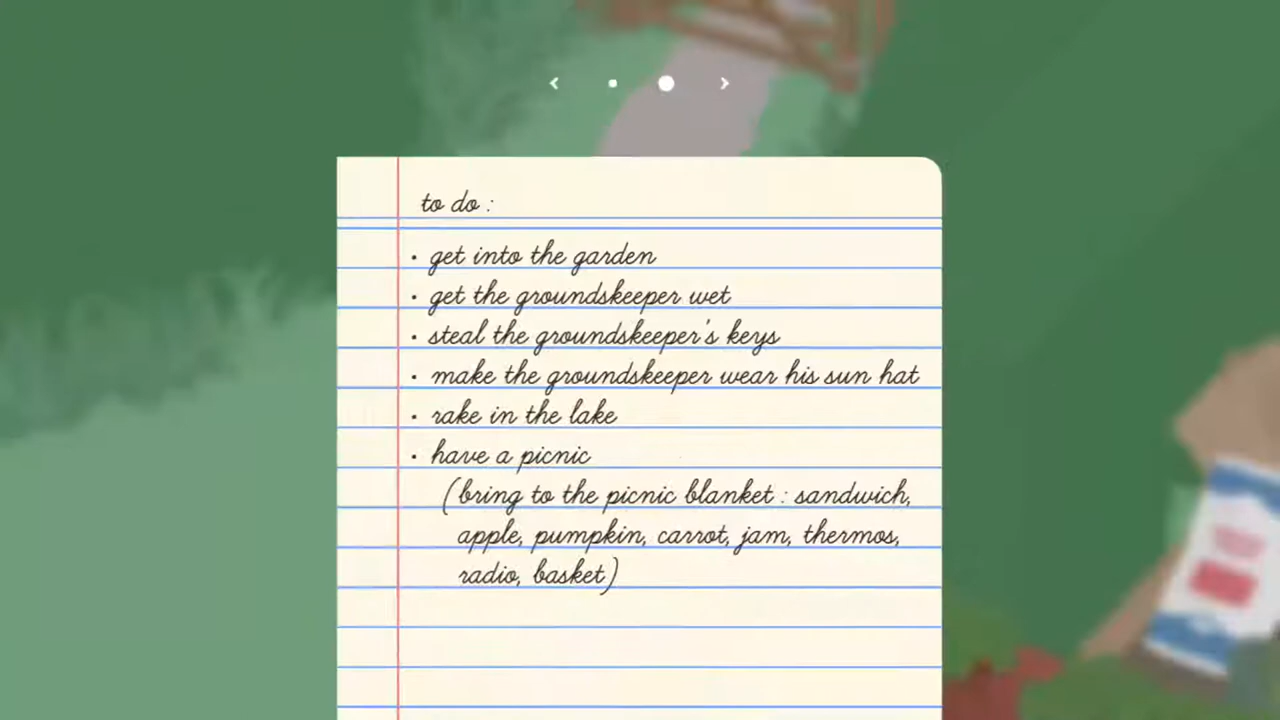 to do :
• get into the garden
• get the groundskeeper wet
• steal the groundskeeper's keys
• make the groundskeeper wear his sun hat
• rake in the lake
• have a picnic
(bring to the picnic blanket : sandwich,
apple, pumpkin, carrot, jam, thermos,
radio, basket)